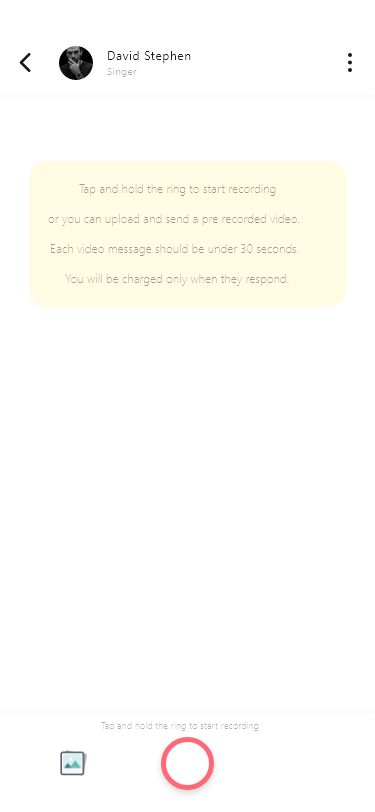 David Stephen
Singer
Tap and hold the ring to start recording
or you can upload and send a pre recorded video.
Each video message should be under 30 seconds.
You will be charged only when they respond.
Tap and hold the ring to start recording